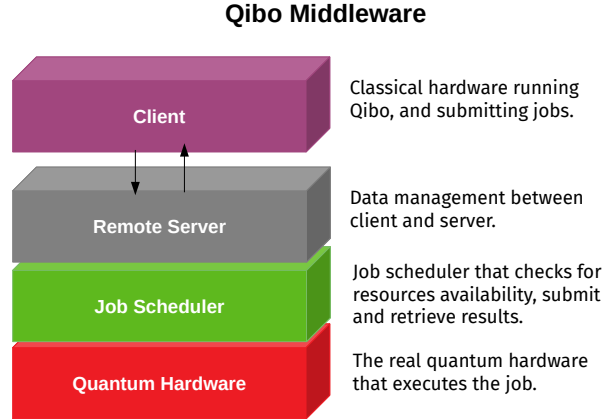 Qibo Middleware
Client
Classical hardware running
Qibo, and submitting jobs.
Remote Server
Data management between
client and server.
Job Scheduler
Job scheduler that checks for
resources availability, submit
and retrieve results.
Quantum Hardware
The real quantum hardware
that executes the job.